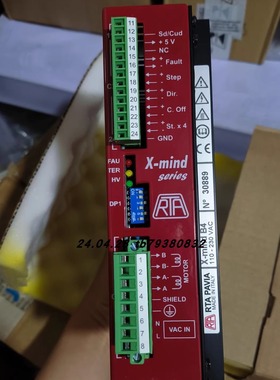 11
12
13
14
15
16
17
18
19
20
21
22
23
24
Sd/Cud
+ 5 V
NC
+ Fault
-
+ Step
-
+ Dir.
-
+ C. Off
-
+ St. x 4
-
GND
FAU
TER
HV
X-mind
series
DP1
RTA
1
2
3
4
5
6
7
8
B-
B
A-
A
MOTOR
SHIELD
N
L
VAC IN
N° 30889
X-mind B4
110 - 230 VAC
RTA PAVIA
MADE IN ITALY